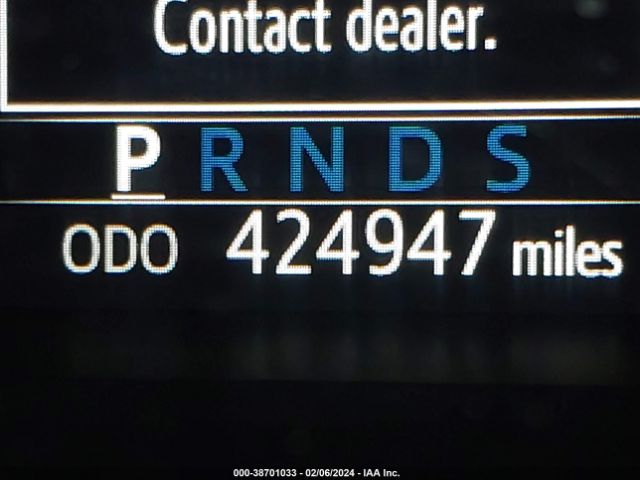 Contact dealer.
P R N D S
ODO 424947 miles
000-38701033 - 02/06/2024 - IAA Inc.